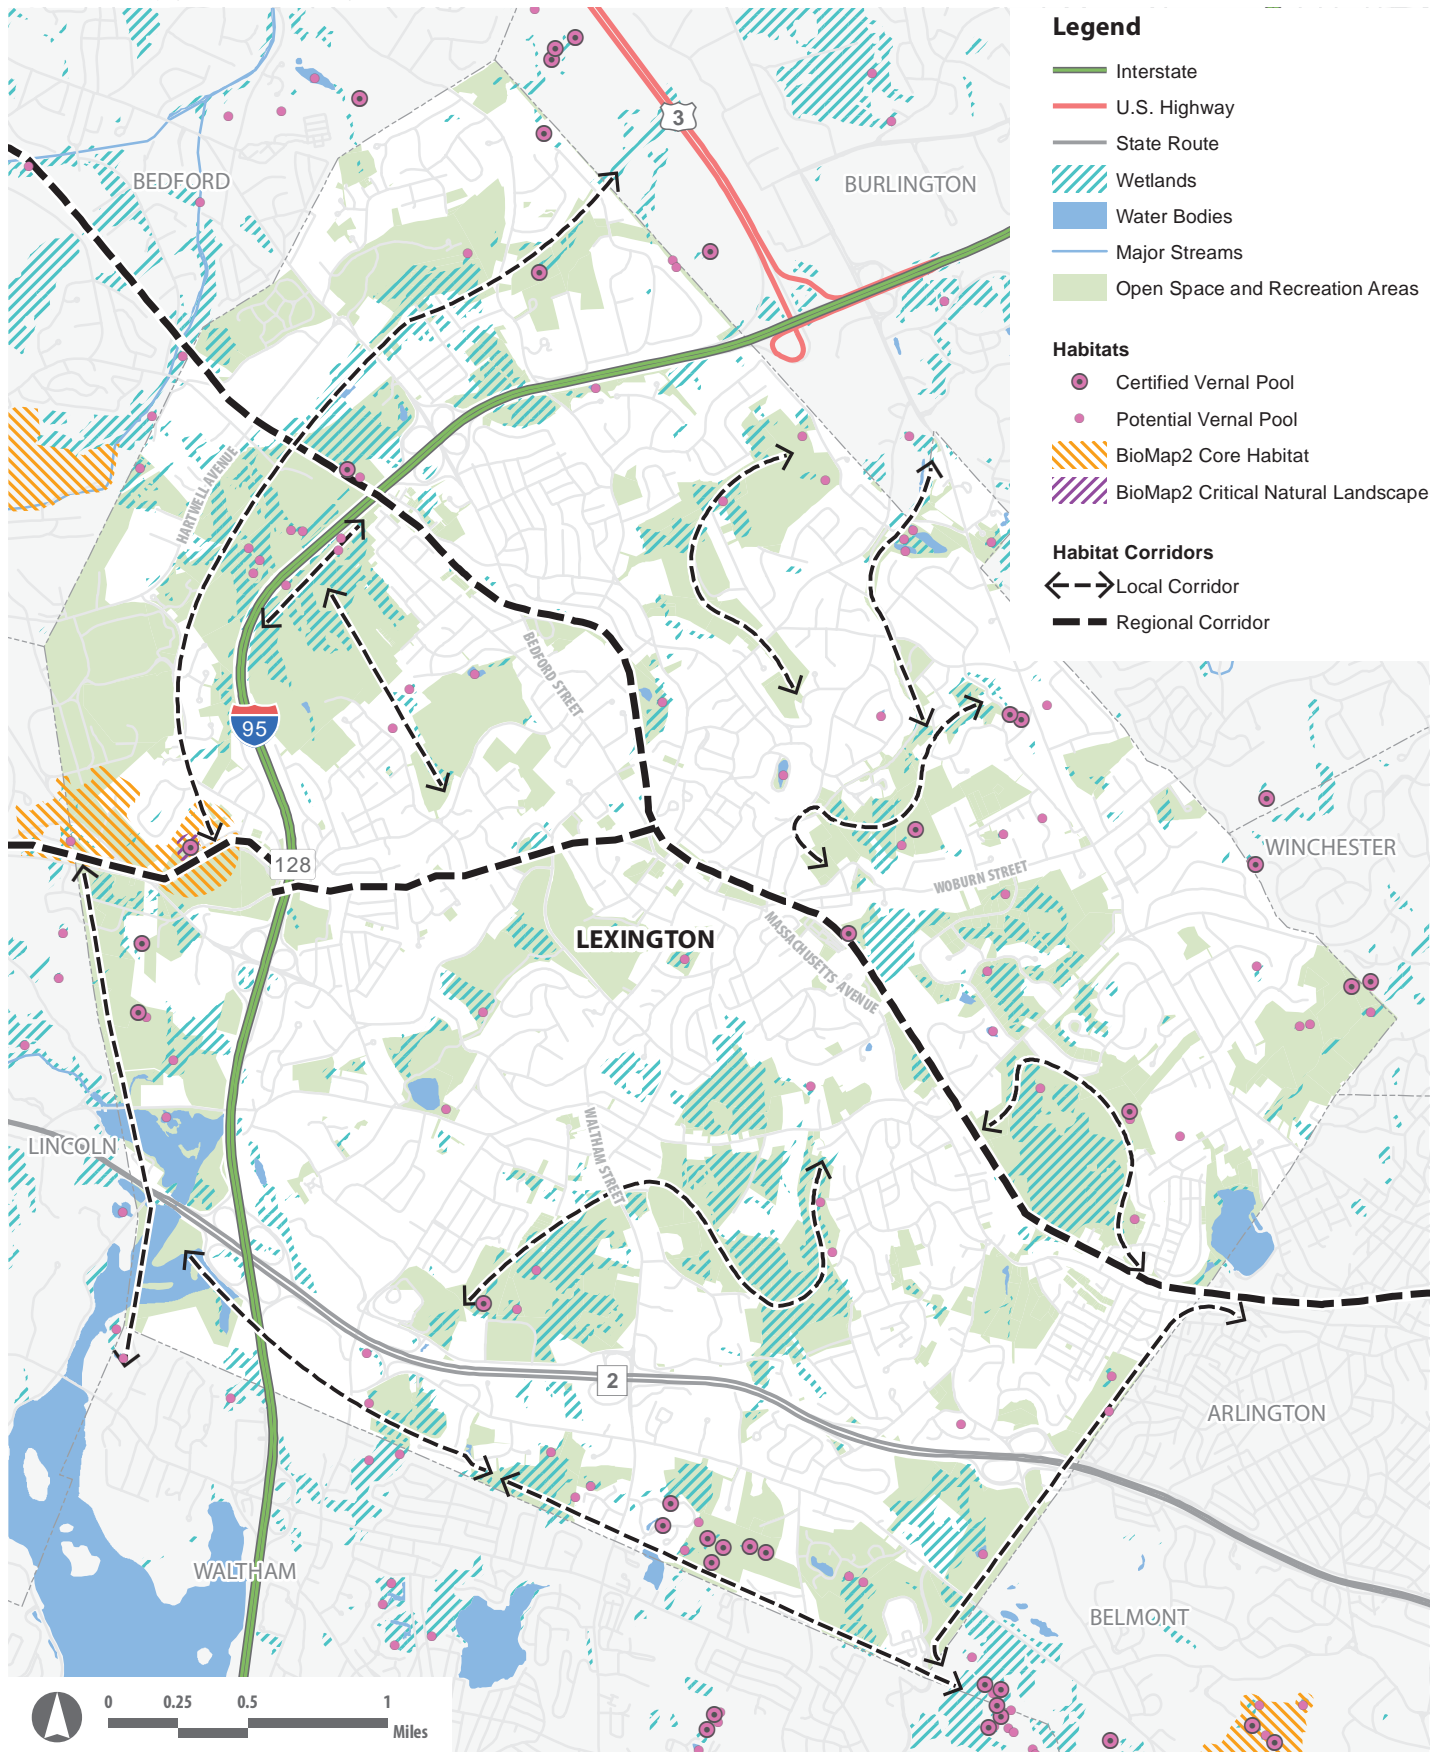 Legend
Interstate
U.S. Highway
State Route
Wetlands
Water Bodies
Major Streams
Open Space and Recreation Areas
Habitats
Certified Vernal Pool
Potential Vernal Pool
BioMap2 Core Habitat
BioMap2 Critical Natural Landscape
Habitat Corridors
Local Corridor
Regional Corridor
3
BEDFORD
BURLINGTON
HARTWELL AVENUE
BEDFORD STREET
95
128
WINCHESTER
WOBURN STREET
LEXINGTON
MASSACHUSETTS AVENUE
WALTHAM STREET
LINCOLN
2
ARLINGTON
WALTHAM
BELMONT
0 0.25 0.5 1
Miles